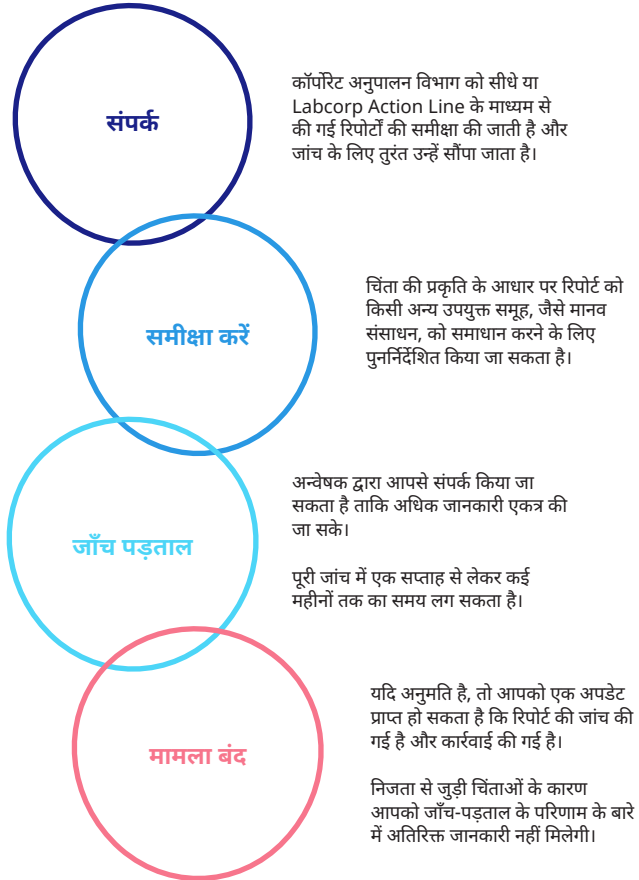 संपर्क
कॉर्पोरेट अनुपालन विभाग को सीधे या
Labcorp Action Line के माध्यम से
की गई रिपोर्टों की समीक्षा की जाती है और
जांच के लिए तुरंत उन्हें सौंपा जाता है।
समीक्षा करें
चिंता की प्रकृति के आधार पर रिपोर्ट को
किसी अन्य उपयुक्त समूह, जैसे मानव
संसाधन, को समाधान करने के लिए
पुनर्निर्देशित किया जा सकता है।
जाँच पड़ताल
अन्वेषक द्वारा आपसे संपर्क किया जा
सकता है ताकि अधिक जानकारी एकत्र की
जा सके।
पूरी जांच में एक सप्ताह से लेकर कई
महीनों तक का समय लग सकता है।
मामला बंद
यदि अनुमति है, तो आपको एक अपडेट
प्राप्त हो सकता है कि रिपोर्ट की जांच की
गई है और कार्रवाई की गई है।
निजता से जुड़ी चिंताओं के कारण
आपको जाँच-पड़ताल के परिणाम के बारे
में अतिरिक्त जानकारी नहीं मिलेगी।